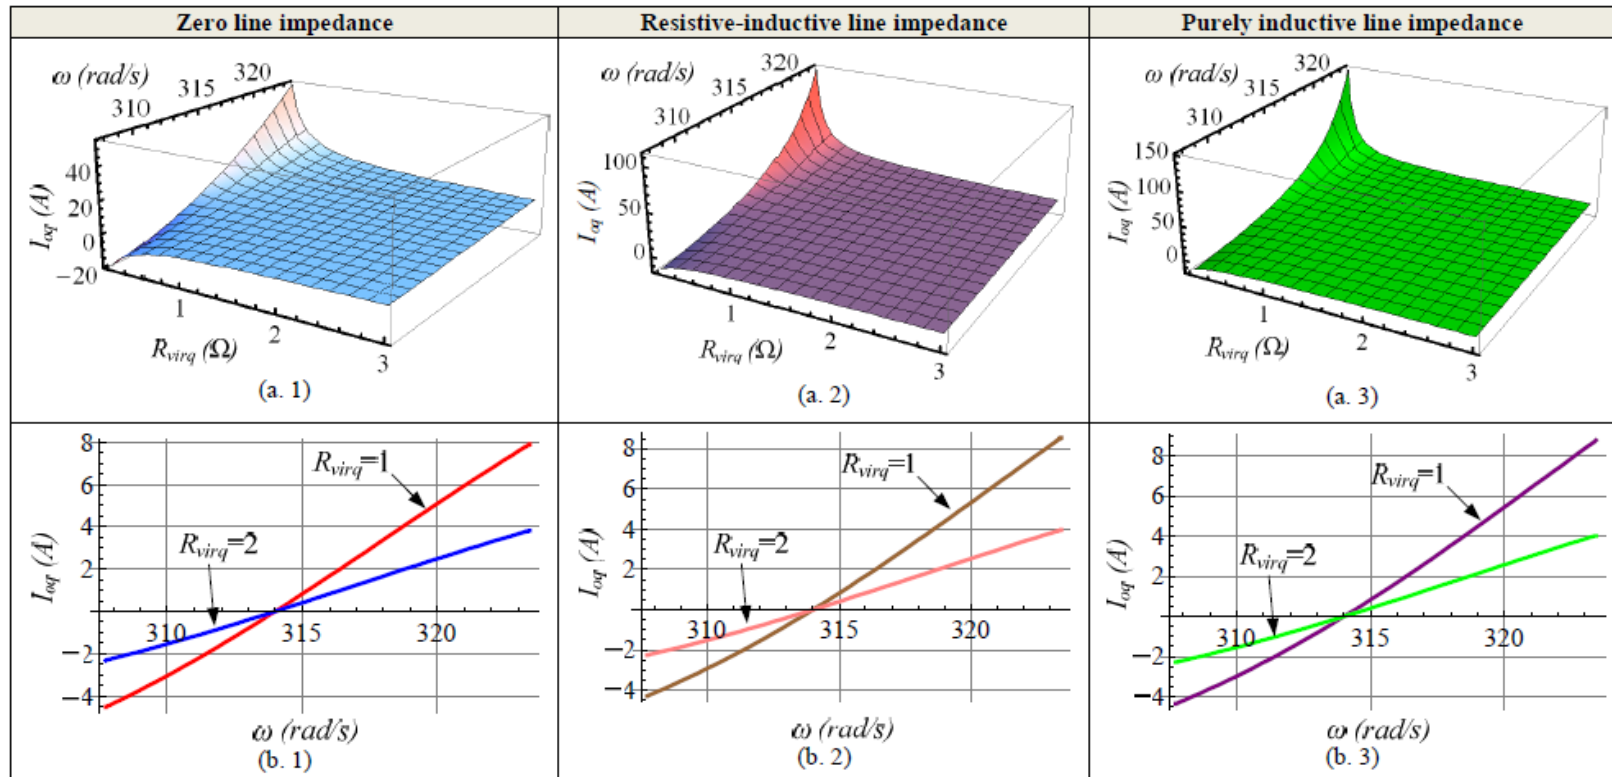 Zero line impedance
Resistive-inductive line impedance
Purely inductive line impedance
ω (rad/s)
310
315
320
40
20
0
−20
I_oq (A)
1
2
3
R_virq (Ω)
(a. 1)
ω (rad/s)
310
315
320
100
50
0
I_oq (A)
1
2
3
R_virq (Ω)
(a. 2)
ω (rad/s)
310
315
320
150
100
50
0
I_oq (A)
1
2
3
R_virq (Ω)
(a. 3)
8
6
4
2
−2
−4
I_oq (A)
R_virq=1
R_virq=2
310
315
320
ω (rad/s)
(b. 1)
8
6
4
2
−2
−4
I_oq (A)
R_virq=1
R_virq=2
310
315
320
ω (rad/s)
(b. 2)
8
6
4
2
−2
−4
I_oq (A)
R_virq=1
R_virq=2
310
315
320
ω (rad/s)
(b. 3)